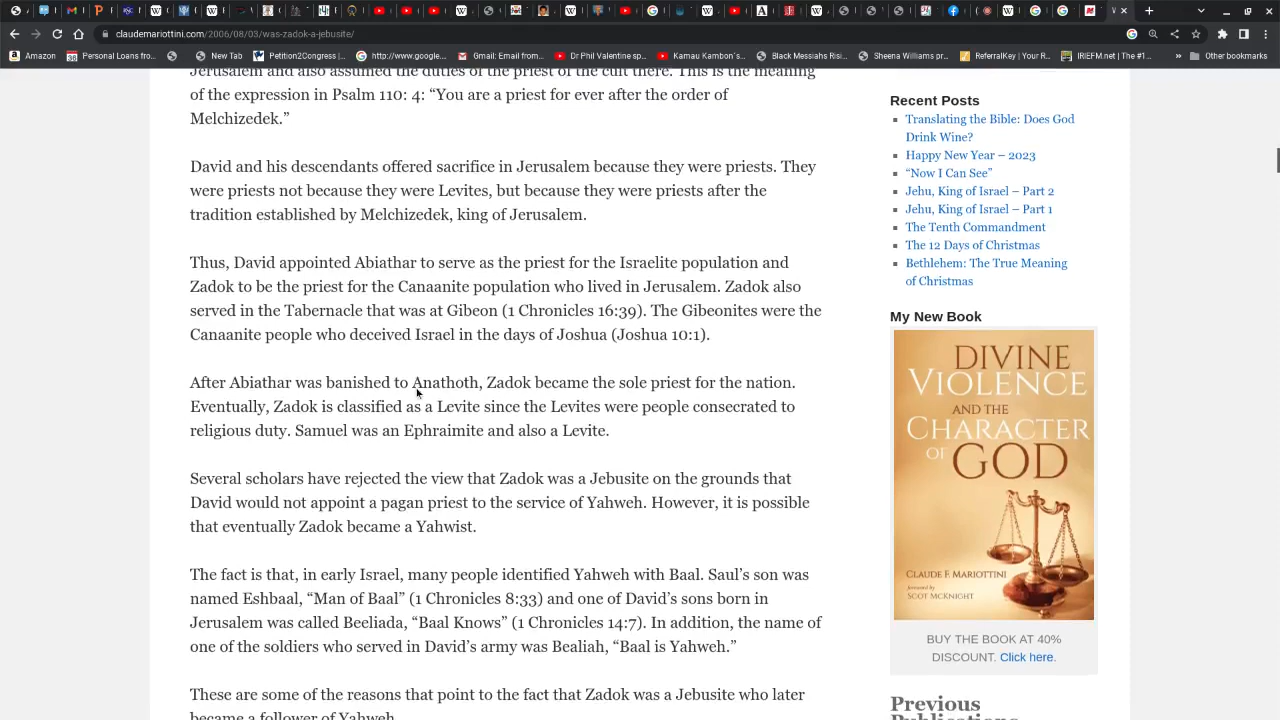 claudemariottini.com/2006/08/03/was-zadok-a-jebusite/
Amazon
Personal Loans fro...
New Tab
Petition2Congress |...
http://www.google...
Gmail: Email from...
Dr Phil Valentine sp...
Kamau Kambon`s...
Black Messiahs Risi...
Sheena Williams pr...
ReferralKey | Your R...
IRIEFM.net | The #1...
»
Other bookmarks
Jerusalem and also assumed the duties of the priest of the cult there. This is the meaning
of the expression in Psalm 110: 4: “You are a priest for ever after the order of
Melchizedek.”
David and his descendants offered sacrifice in Jerusalem because they were priests. They
were priests not because they were Levites, but because they were priests after the
tradition established by Melchizedek, king of Jerusalem.
Thus, David appointed Abiathar to serve as the priest for the Israelite population and
Zadok to be the priest for the Canaanite population who lived in Jerusalem. Zadok also
served in the Tabernacle that was at Gibeon (1 Chronicles 16:39). The Gibeonites were the
Canaanite people who deceived Israel in the days of Joshua (Joshua 10:1).
After Abiathar was banished to Anathoth, Zadok became the sole priest for the nation.
Eventually, Zadok is classified as a Levite since the Levites were people consecrated to
religious duty. Samuel was an Ephraimite and also a Levite.
Several scholars have rejected the view that Zadok was a Jebusite on the grounds that
David would not appoint a pagan priest to the service of Yahweh. However, it is possible
that eventually Zadok became a Yahwist.
The fact is that, in early Israel, many people identified Yahweh with Baal. Saul’s son was
named Eshbaal, “Man of Baal” (1 Chronicles 8:33) and one of David’s sons born in
Jerusalem was called Beeliada, “Baal Knows” (1 Chronicles 14:7). In addition, the name of
one of the soldiers who served in David’s army was Bealiah, “Baal is Yahweh.”
These are some of the reasons that point to the fact that Zadok was a Jebusite who later
became a follower of Yahweh.
Recent Posts
Translating the Bible: Does God
Drink Wine?
Happy New Year – 2023
“Now I Can See”
Jehu, King of Israel – Part 2
Jehu, King of Israel – Part 1
The Tenth Commandment
The 12 Days of Christmas
Bethlehem: The True Meaning
of Christmas
My New Book
DIVINE
VIOLENCE
AND THE
CHARACTER
OF GOD
CLAUDE F. MARIOTTINI
foreword by
SCOT McKNIGHT
BUY THE BOOK AT 40%
DISCOUNT. Click here.
Previous
Publications